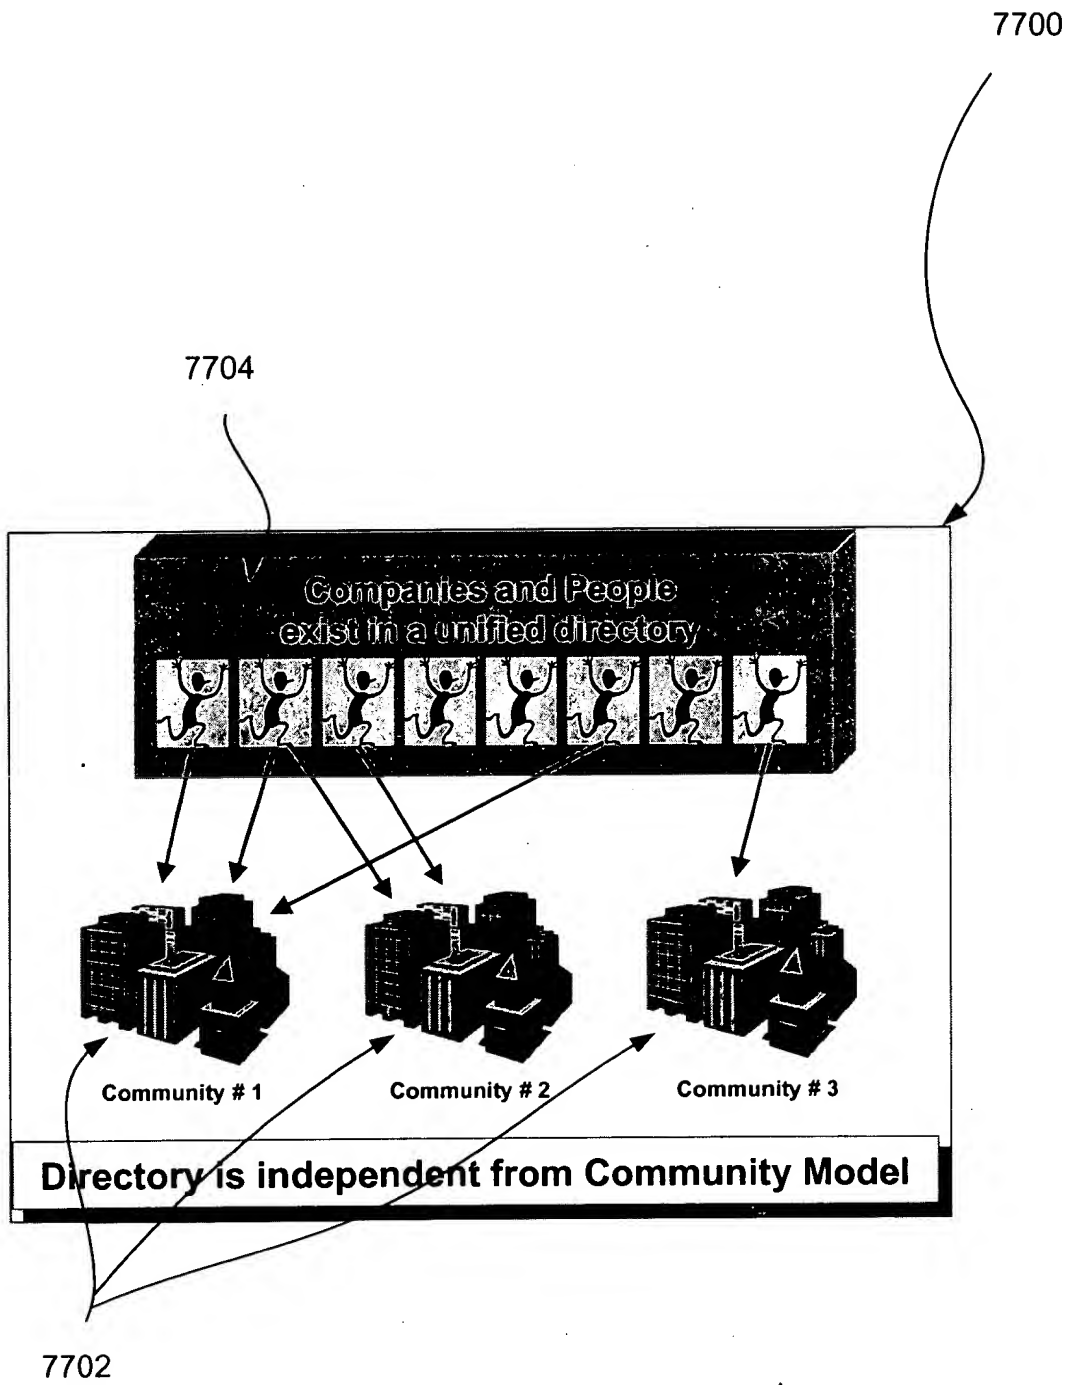 7700
7704
Companies and People
exist in a unified directory
Community # 1
Community # 2
Community # 3
Directory is independent from Community Model
7702